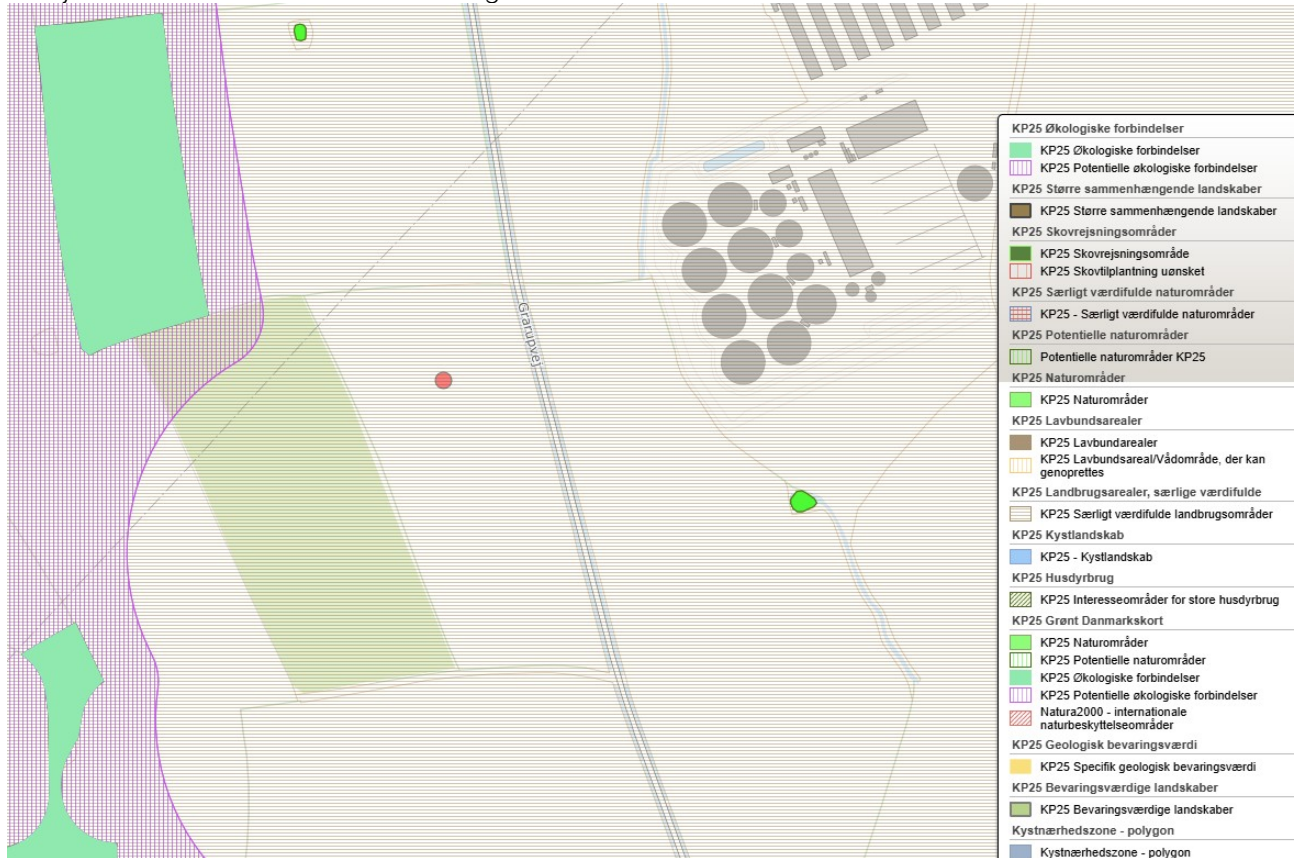 Grarupvej
KP25 Økologiske forbindelser
KP25 Økologiske forbindelser
KP25 Potentielle økologiske forbindelser
KP25 Større sammenhængende landskaber
KP25 Større sammenhængende landskaber
KP25 Skovrejsningsområder
KP25 Skovrejsningsområde
KP25 Skovtilplantning uønsket
KP25 Særligt værdifulde naturområder
KP25 - Særligt værdifulde naturområder
KP25 Potentielle naturområder
Potentielle naturområder KP25
KP25 Naturområder
KP25 Naturområder
KP25 Lavbundsarealer
KP25 Lavbundarealer
KP25 Lavbundsareal/Vådområde, der kan
genoprettes
KP25 Landbrugsarealer, særlige værdifulde
KP25 Særligt værdifulde landbrugsområder
KP25 Kystlandskab
KP25 - Kystlandskab
KP25 Husdyrbrug
KP25 Interesseområder for store husdyrbrug
KP25 Grønt Danmarkskort
KP25 Naturområder
KP25 Potentielle naturområder
KP25 Økologiske forbindelser
KP25 Potentielle økologiske forbindelser
Natura2000 - internationale
naturbeskyttelseområder
KP25 Geologisk bevaringsværdi
KP25 Specifik geologisk bevaringsværdi
KP25 Bevaringsværdige landskaber
KP25 Bevaringsværdige landskaber
Kystnærhedszone - polygon
Kystnærhedszone - polygon